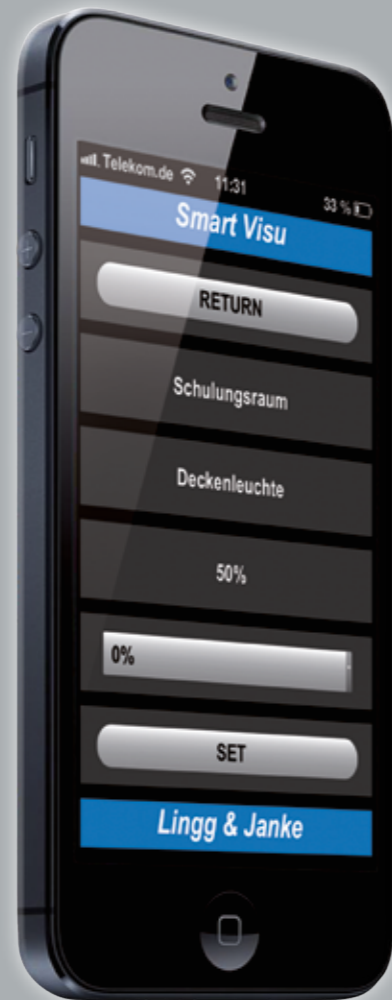 Telekom.de 11:31 33 %
Smart Visu
RETURN
Schulungsraum
Deckenleuchte
50%
0%
SET
Lingg & Janke